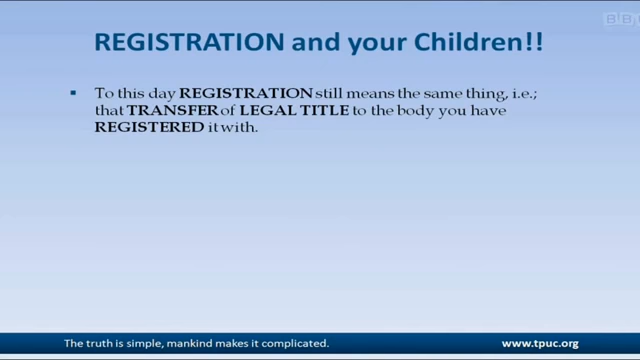 REGISTRATION and your Children!!
To this day REGISTRATION still means the same thing, i.e.;
that TRANSFER of LEGAL TITLE to the body you have
REGISTERED it with.
The truth is simple, mankind makes it complicated.
www.tpuc.org